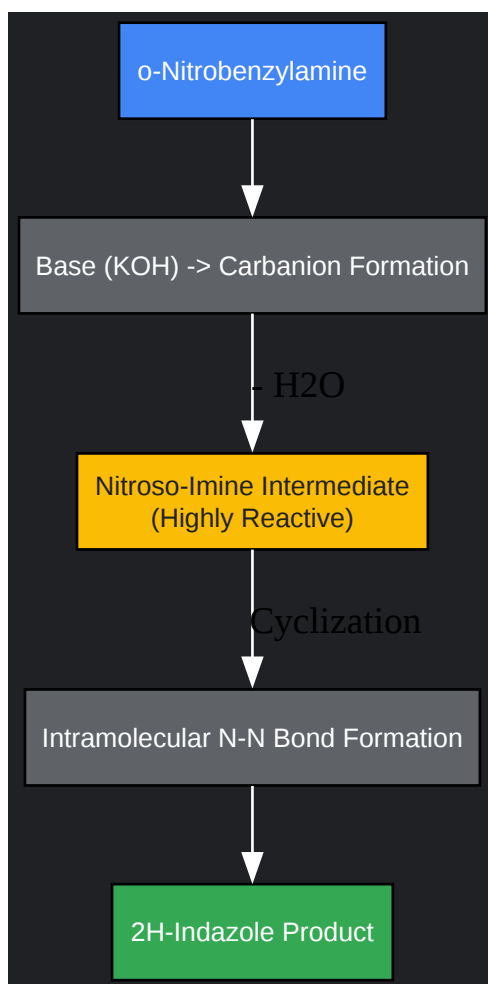 o-Nitrobenzylamine
Base (KOH) -> Carbanion Formation
- H2O
Nitroso-Imine Intermediate
(Highly Reactive)
Cyclization
Intramolecular N-N Bond Formation
2H-Indazole Product